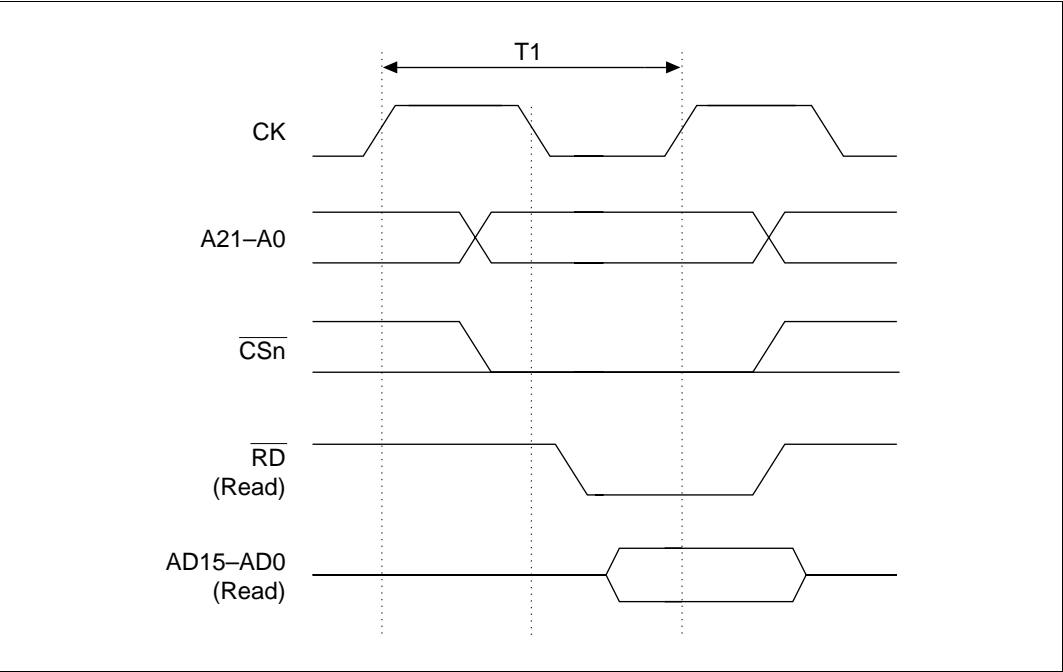 T1
CK
A21–A0
CSn
RD
(Read)
AD15–AD0
(Read)